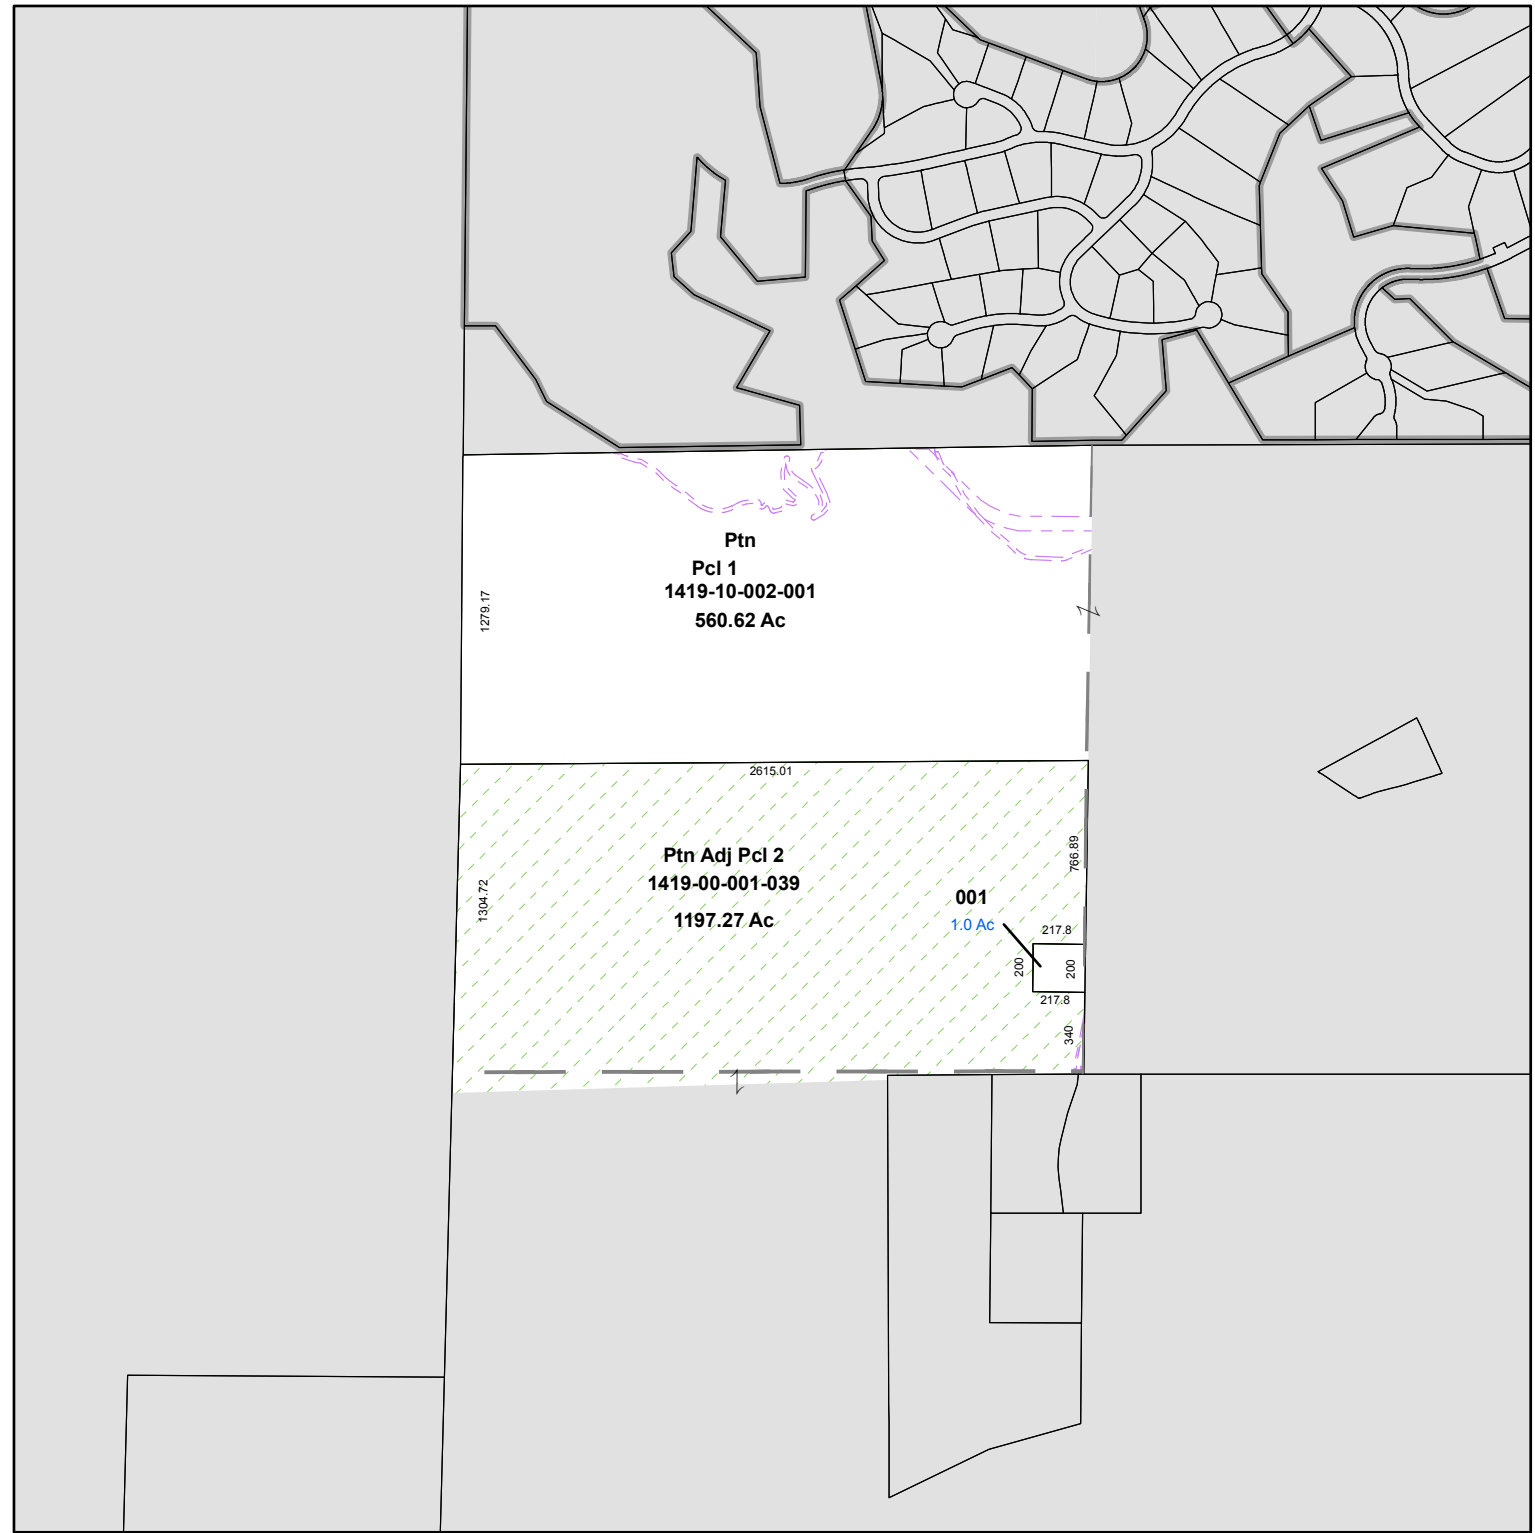 Ptn
Pcl 1
1419-10-002-001
560.62 Ac
1279.17
2615.01
Ptn Adj Pcl 2
1419-00-001-039
1197.27 Ac
1304.72
766.89
001
1.0 Ac
217.8
200
200
217.8
340